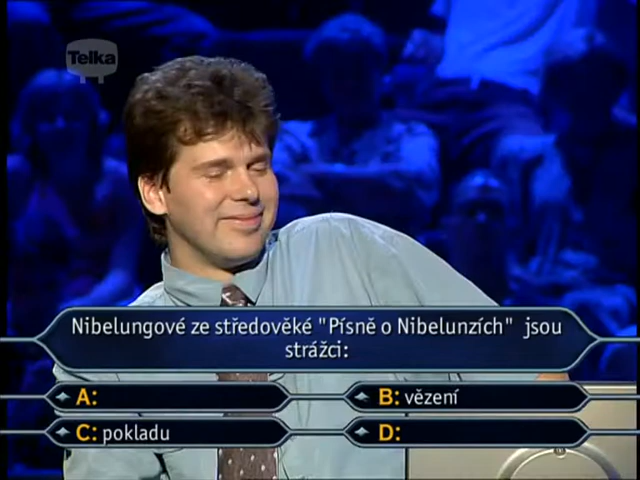 Telka
Nibelungové ze středověké "Písně o Nibelunzích" jsou
strážci:
A:
B: vězení
C: pokladu
D: